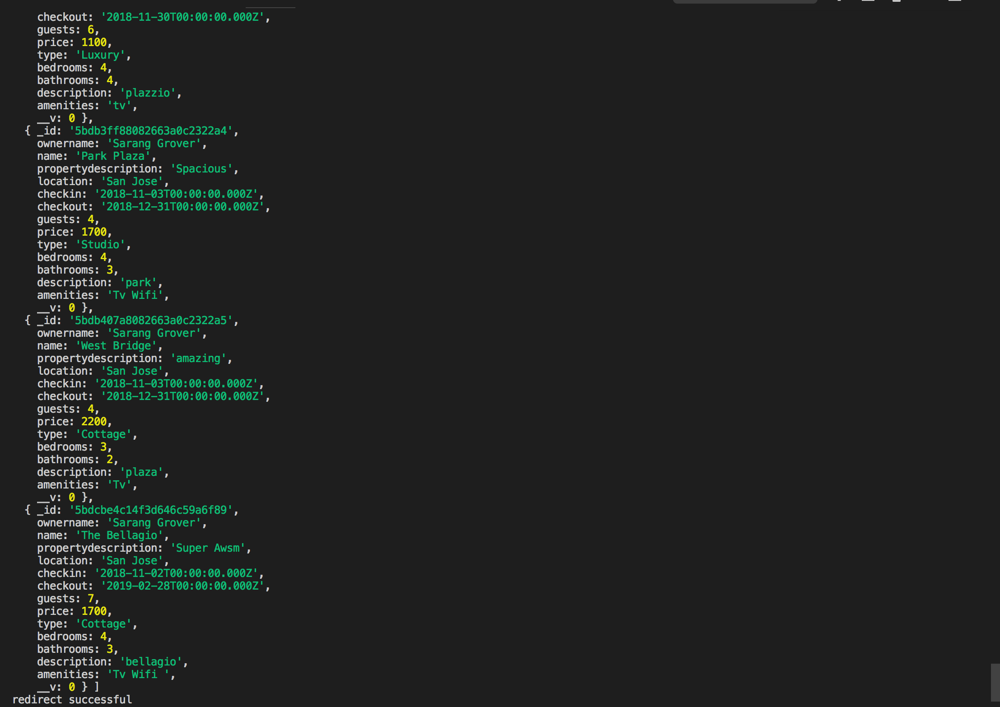 checkout: '2018-11-30T00:00:00.000Z',
guests: 6,
price: 1100,
type: 'Luxury',
bedrooms: 4,
bathrooms: 4,
description: 'plazzio',
amenities: 'tv',
__v: 0 },
{ _id: '5bdb3ff88082663a0c2322a4',
ownername: 'Sarang Grover',
name: 'Park Plaza',
propertydescription: 'Spacious',
location: 'San Jose',
checkin: '2018-11-03T00:00:00.000Z',
checkout: '2018-12-31T00:00:00.000Z',
guests: 4,
price: 1700,
type: 'Studio',
bedrooms: 4,
bathrooms: 3,
description: 'park',
amenities: 'Tv Wifi',
__v: 0 },
{ _id: '5bdb407a8082663a0c2322a5',
ownername: 'Sarang Grover',
name: 'West Bridge',
propertydescription: 'amazing',
location: 'San Jose',
checkin: '2018-11-03T00:00:00.000Z',
checkout: '2018-12-31T00:00:00.000Z',
guests: 4,
price: 2200,
type: 'Cottage',
bedrooms: 3,
bathrooms: 2,
description: 'plaza',
amenities: 'Tv',
__v: 0 },
{ _id: '5bdcbe4c14f3d646c59a6f89',
ownername: 'Sarang Grover',
name: 'The Bellagio',
propertydescription: 'Super Awsm',
location: 'San Jose',
checkin: '2018-11-02T00:00:00.000Z',
checkout: '2019-02-28T00:00:00.000Z',
guests: 7,
price: 1700,
type: 'Cottage',
bedrooms: 4,
bathrooms: 3,
description: 'bellagio',
amenities: 'Tv Wifi ',
__v: 0 } ]
redirect successful